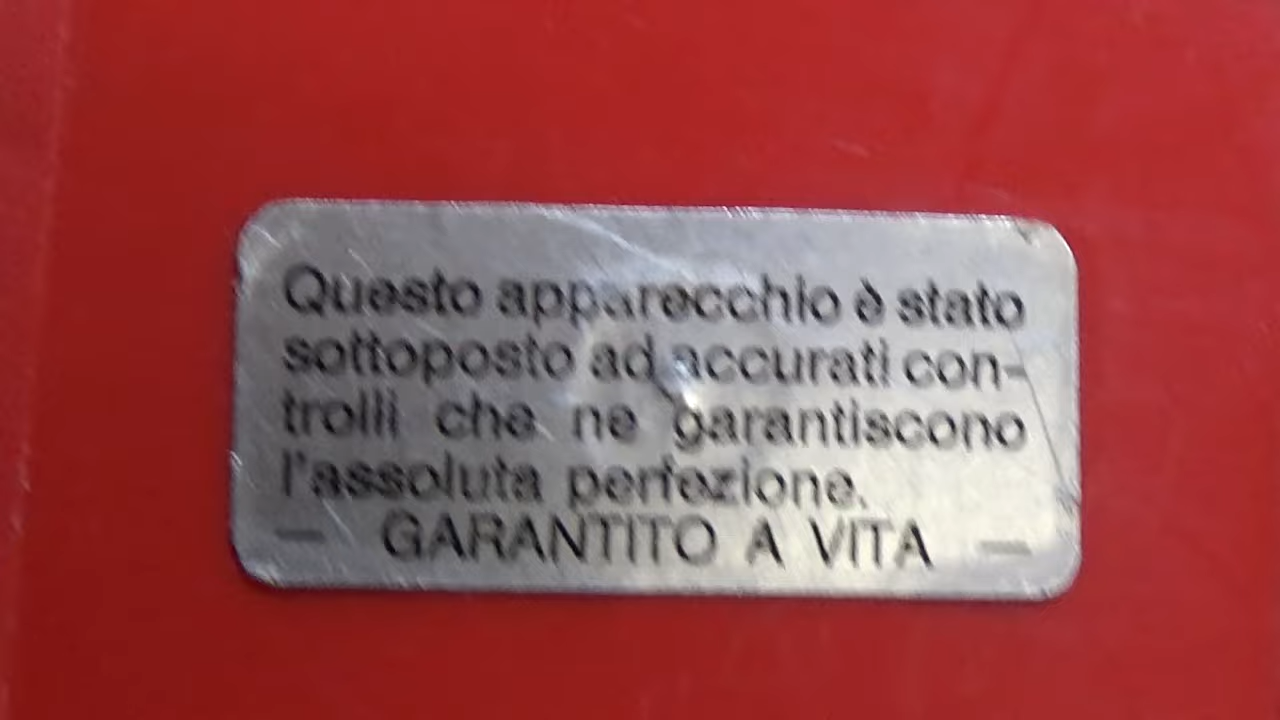 Questo apparecchio è stato
sottoposto ad accurati con-
trolli che ne garantiscono
l'assoluta perfezione.
— GARANTITO A VITA —